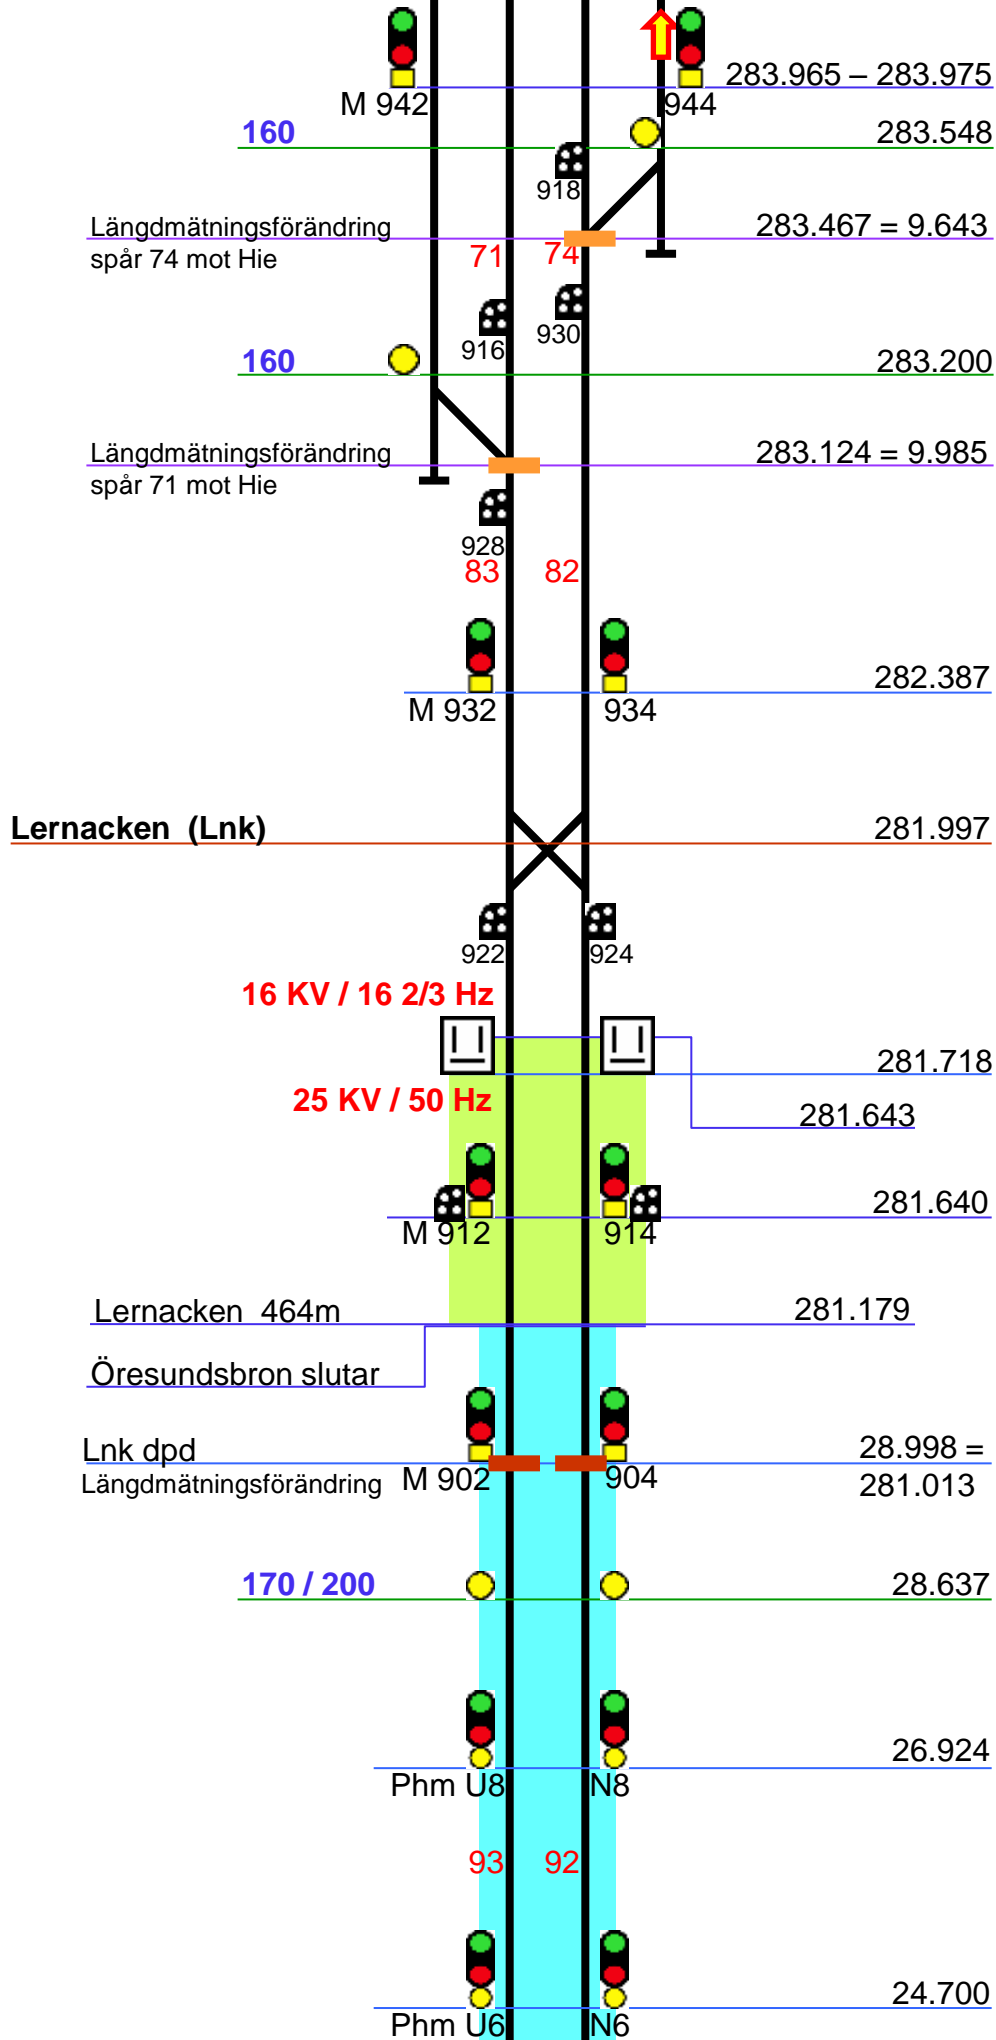 283.965 – 283.975
M 942
944
160
283.548
918
Längdmätningsförändring
283.467 = 9.643
spår 74 mot Hie
71
74
916
930
160
283.200
Längdmätningsförändring
283.124 = 9.985
spår 71 mot Hie
928
83
82
282.387
M 932
934
Lernacken (Lnk)
281.997
922
924
16 KV / 16 2/3 Hz
281.718
25 KV / 50 Hz
281.643
281.640
M 912
914
Lernacken 464m
281.179
Öresundsbron slutar
Lnk dpd
28.998 =
Längdmätningsförändring
M 902
904
281.013
170 / 200
28.637
26.924
Phm U8
N8
93
92
24.700
Phm U6
N6